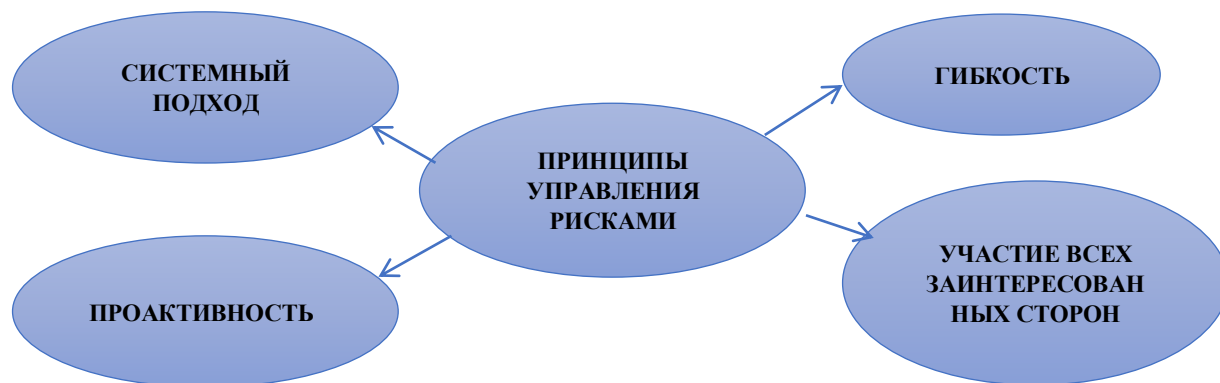 СИСТЕМНЫЙ
ПОДХОД
ГИБКОСТЬ
ПРИНЦИПЫ
УПРАВЛЕНИЯ
РИСКАМИ
ПРОАКТИВНОСТЬ
УЧАСТИЕ ВСЕХ
ЗАИНТЕРЕСОВАН
НЫХ СТОРОН